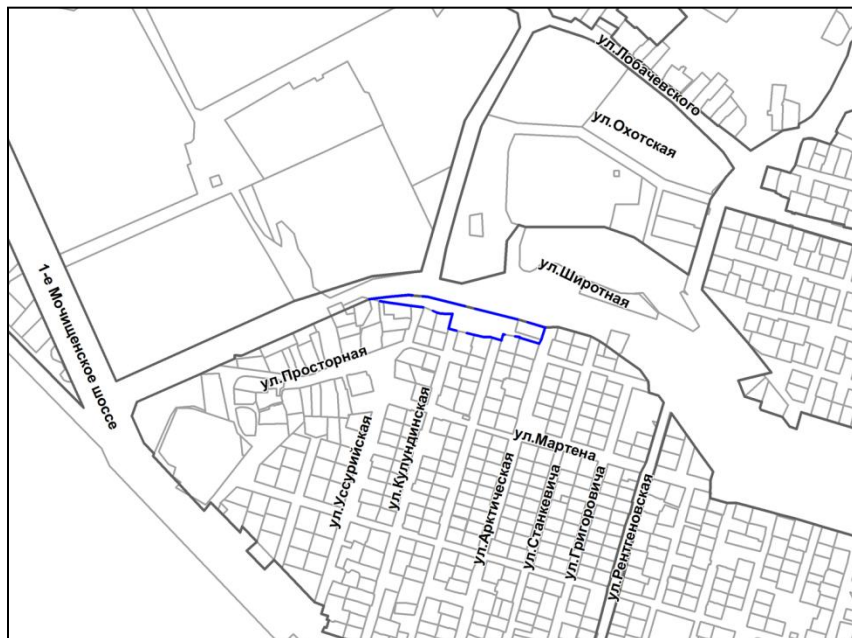 ул.Лобачевского
ул.Охотская
ул.Широтная
1-е Мочищенское шоссе
ул.Просторная
ул.Уссурийская
ул.Кулундинская
ул.Мартена
ул.Арктическая
ул.Станкевича
ул.Григоровича
ул.Рентгеновская